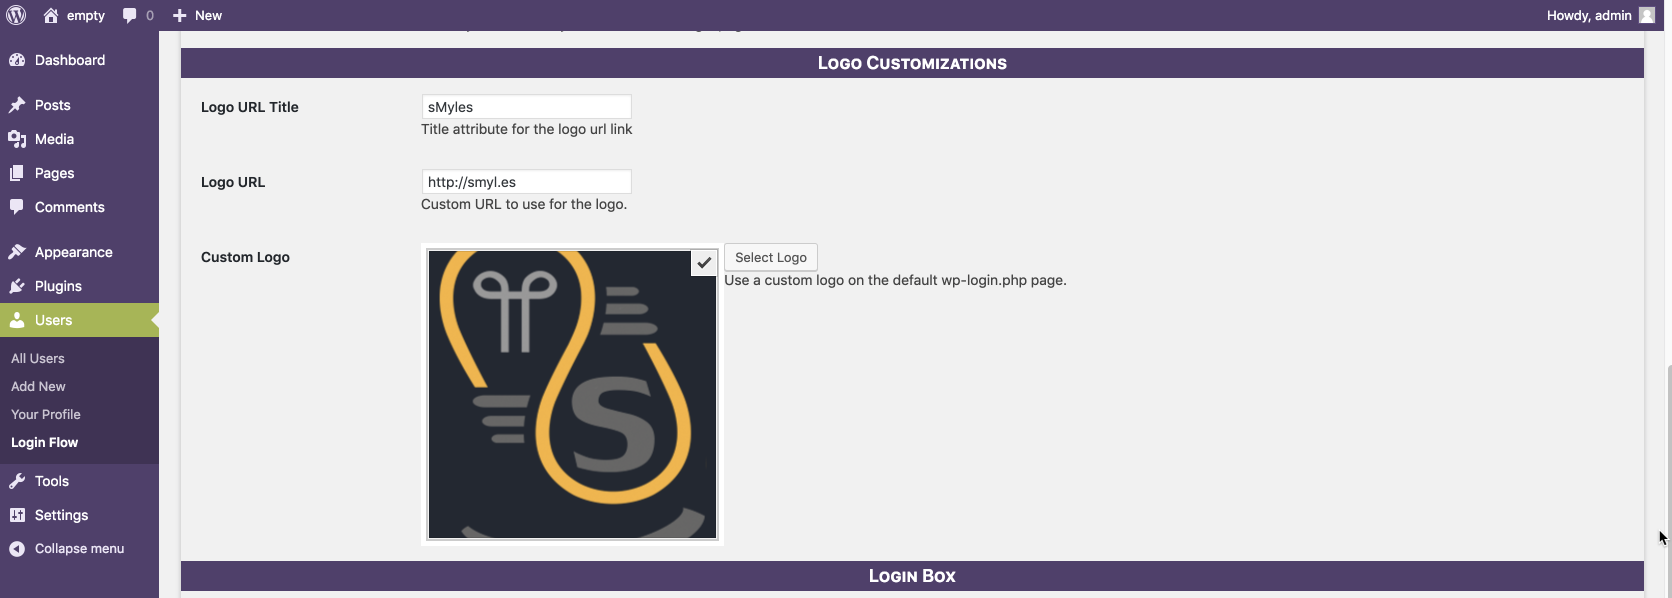 empty 0 New Howdy, admin
Dashboard
Posts
Media
Pages
Comments
Appearance
Plugins
Users
All Users
Add New
Your Profile
Login Flow
Tools
Settings
Collapse menu
Logo Customizations
Logo URL Title sMyles
Title attribute for the logo url link
Logo URL http://smyl.es
Custom URL to use for the logo.
Custom Logo Select Logo
Use a custom logo on the default wp-login.php page.
S
Login Box